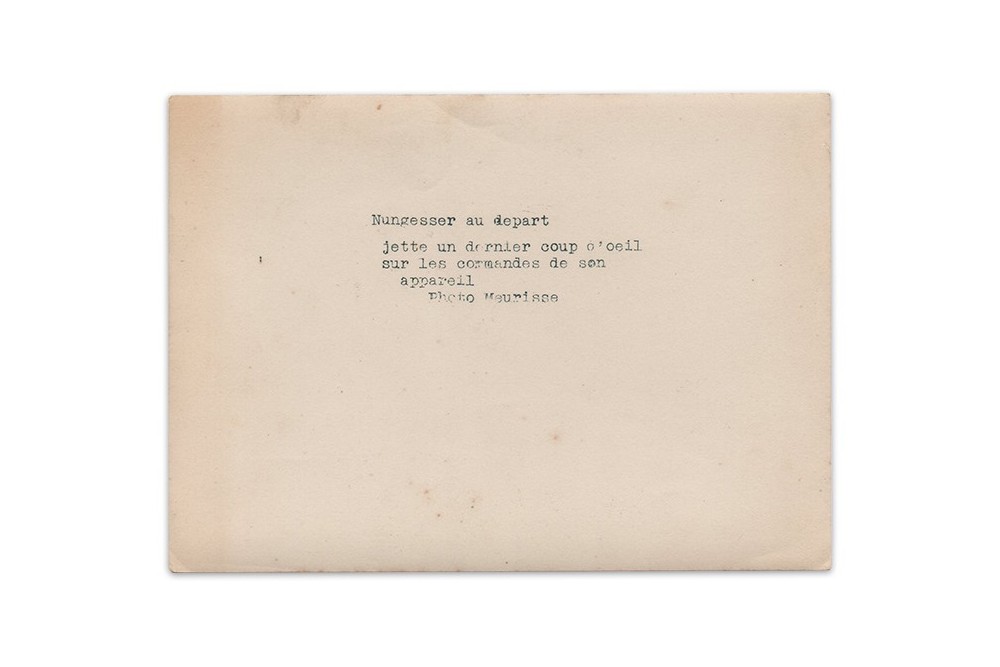 Nungesser au depart
jette un dernier coup d'oeil
sur les commandes de son
appareil
Photo Meurisse